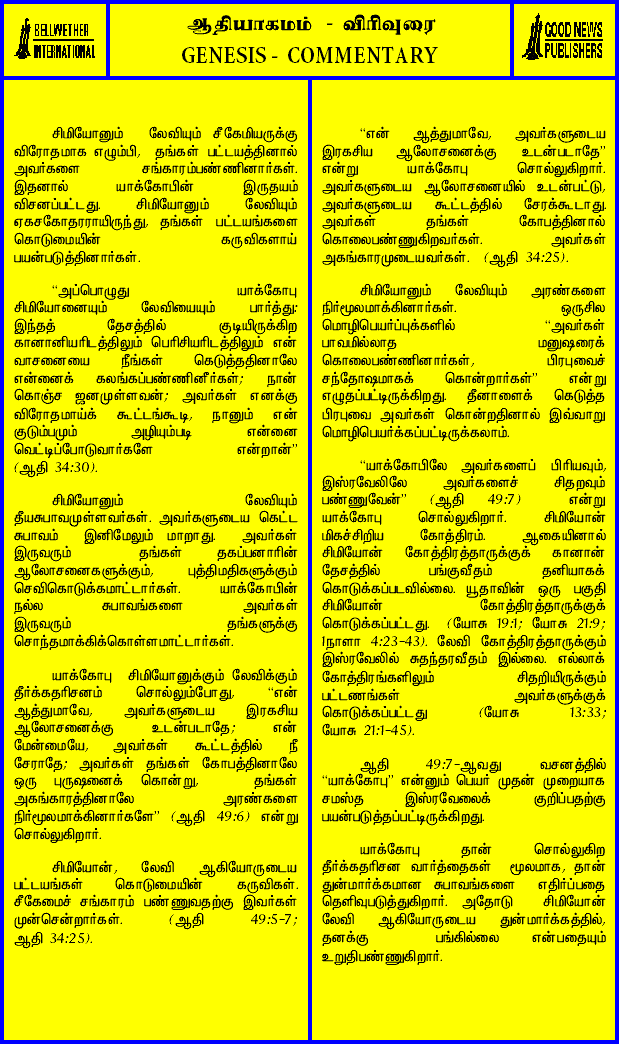 BELLWETHER
INTERNATIONAL
ஆதியாகமம் - விரிவுரை
GENESIS - COMMENTARY
GOOD NEWS
PUBLISHERS
சிமியோனும் லேவியும் சீகேமியருக்கு
விரோதமாக எழும்பி, தங்கள் பட்டயத்தினால்
அவர்களை சங்காரம்பண்ணினார்கள்.
இதனால் யாக்கோபின் இருதயம்
விசனப்பட்டது. சிமியோனும் லேவியும்
ஏகசகோதரராயிருந்து, தங்கள் பட்டயங்களை
கொடுமையின் கருவிகளாய்
பயன்படுத்தினார்கள்.
“அப்பொழுது யாக்கோபு
சிமியோனையும் லேவியையும் பார்த்து:
இந்தத் தேசத்தில் குடியிருக்கிற
கானானியரிடத்திலும் பெரிசியரிடத்திலும் என்
வாசனையை நீங்கள் கெடுத்ததினாலே
என்னைக் கலங்கப்பண்ணினீர்கள்; நான்
கொஞ்ச ஜனமுள்ளவன்; அவர்கள் எனக்கு
விரோதமாய்க் கூட்டங்கூடி, நானும் என்
குடும்பமும் அழியும்படி என்னை
வெட்டிப்போடுவார்களே என்றான்”
(ஆதி 34:30).
சிமியோனும் லேவியும்
தீயசுபாவமுள்ளவர்கள். அவர்களுடைய கெட்ட
சுபாவம் இனிமேலும் மாறாது. அவர்கள்
இருவரும் தங்கள் தகப்பனாரின்
ஆலோசனைகளுக்கும், புத்திமதிகளுக்கும்
செவிகொடுக்கமாட்டார்கள். யாக்கோபின்
நல்ல சுபாவங்களை அவர்கள்
இருவரும் தங்களுக்கு
சொந்தமாக்கிக்கொள்ளமாட்டார்கள்.
யாக்கோபு சிமியோனுக்கும் லேவிக்கும்
தீர்க்கதரிசனம் சொல்லும்போது, “என்
ஆத்துமாவே, அவர்களுடைய இரகசிய
ஆலோசனைக்கு உடன்படாதே; என்
மேன்மையே, அவர்கள் கூட்டத்தில் நீ
சேராதே; அவர்கள் தங்கள் கோபத்தினாலே
ஒரு புருஷனைக் கொன்று, தங்கள்
அகங்காரத்தினாலே அரண்களை
நிர்மூலமாக்கினார்களே” (ஆதி 49:6) என்று
சொல்லுகிறார்.
சிமியோன், லேவி ஆகியோருடைய
பட்டயங்கள் கொடுமையின் கருவிகள்.
சீகேமைச் சங்காரம் பண்ணுவதற்கு இவர்கள்
முன்சென்றார்கள். (ஆதி 49:5-7;
ஆதி 34:25).
“என் ஆத்துமாவே, அவர்களுடைய
இரகசிய ஆலோசனைக்கு உடன்படாதே”
என்று யாக்கோபு சொல்லுகிறார்.
அவர்களுடைய ஆலோசனையில் உடன்பட்டு,
அவர்களுடைய கூட்டத்தில் சேரக்கூடாது.
அவர்கள் தங்கள் கோபத்தினால்
கொலைபண்ணுகிறவர்கள். அவர்கள்
அகங்காரமுடையவர்கள். (ஆதி 34:25).
சிமியோனும் லேவியும் அரண்களை
நிர்மூலமாக்கினார்கள். ஒருசில
மொழிபெயர்ப்புக்களில் “அவர்கள்
பாவமில்லாத மனுஷரைக்
கொலைபண்ணினார்கள், பிரபுவைச்
சந்தோஷமாகக் கொன்றார்கள்” என்று
எழுதப்பட்டிருக்கிறது. தீனாளைக் கெடுத்த
பிரபுவை அவர்கள் கொன்றதினால் இவ்வாறு
மொழிபெயர்க்கப்பட்டிருக்கலாம்.
“யாக்கோபிலே அவர்களைப் பிரியவும்,
இஸ்ரவேலிலே அவர்களைச் சிதறவும்
பண்ணுவேன்” (ஆதி 49:7) என்று
யாக்கோபு சொல்லுகிறார். சிமியோன்
மிகச்சிறிய கோத்திரம். ஆகையினால்
சிமியோன் கோத்திரத்தாருக்குக் கானான்
தேசத்தில் பங்குவீதம் தனியாகக்
கொடுக்கப்படவில்லை. யூதாவின் ஒரு பகுதி
சிமியோன் கோத்திரத்தாருக்குக்
கொடுக்கப்பட்டது. (யோசு 19:1; யோசு 21:9;
1நாளா 4:23-43). லேவி கோத்திரத்தாருக்கும்
இஸ்ரவேலில் சுதந்தரவீதம் இல்லை. எல்லாக்
கோத்திரங்களிலும் சிதறியிருக்கும்
பட்டணங்கள் அவர்களுக்குக்
கொடுக்கப்பட்டது (யோசு 13:33;
யோசு 21:1-45).
ஆதி 49:7-ஆவது வசனத்தில்
“யாக்கோபு” என்னும் பெயர் முதன் முறையாக
சமஸ்த இஸ்ரவேலைக் குறிப்பதற்கு
பயன்படுத்தப்பட்டிருக்கிறது.
யாக்கோபு தான் சொல்லுகிற
தீர்க்கதரிசன வார்த்தைகள் மூலமாக, தான்
துன்மார்க்கமான சுபாவங்களை எதிர்ப்பதை
தெளிவுபடுத்துகிறார். அதோடு சிமியோன்
லேவி ஆகியோருடைய துன்மார்க்கத்தில்,
தனக்கு பங்கில்லை என்பதையும்
உறுதிபண்ணுகிறார்.